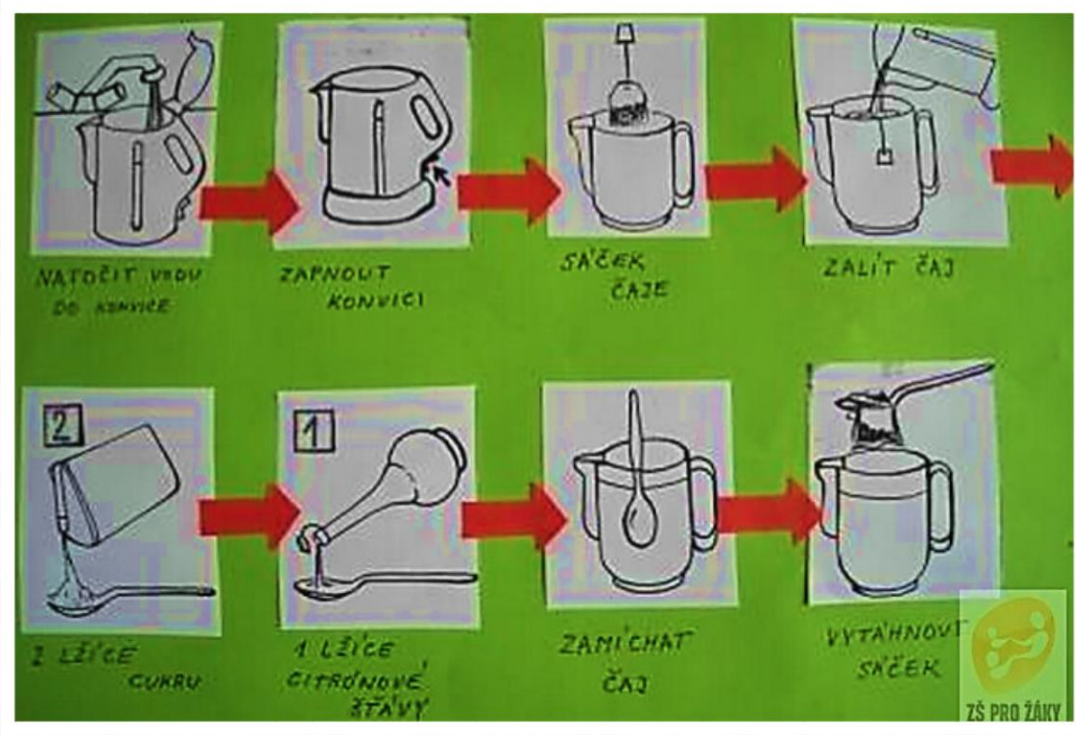 NATOČIT VODU
DO KONVICE
ZAPNOUT
KONVICI
SÁČEK
ČAJE
ZALÍT ČAJ
2
2 LŽÍCE
CUKRU
1
1 LŽÍCE
CITRÓNOVÉ
ŠŤÁVY
ZAMÍCHAT
ČAJ
VYTÁHNOUT
SÁČEK
ZŠ PRO ŽÁKY